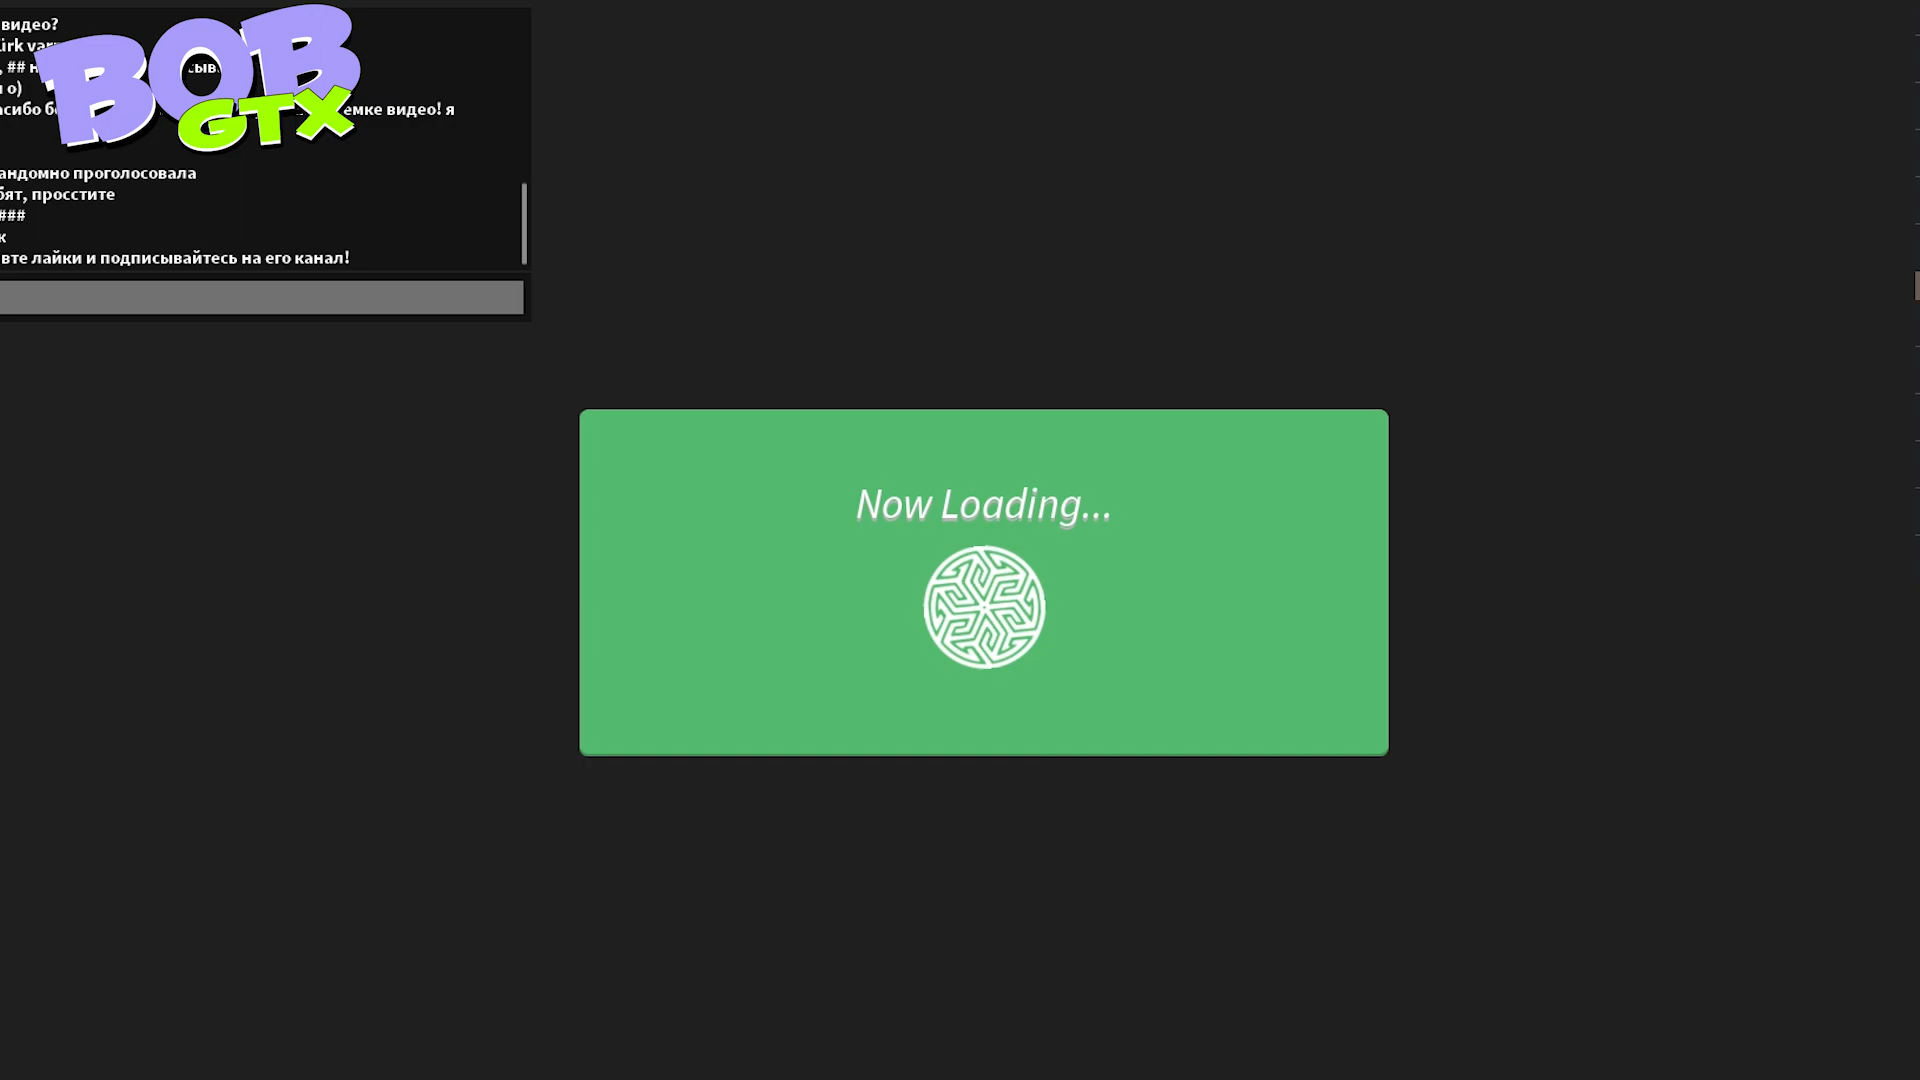 видео?
BOB
GTX
, ## н
о)
емке видео! я
андомно проголосовала
бят, просстите
###
к
вте лайки и подписывайтесь на его канал!
Now Loading...